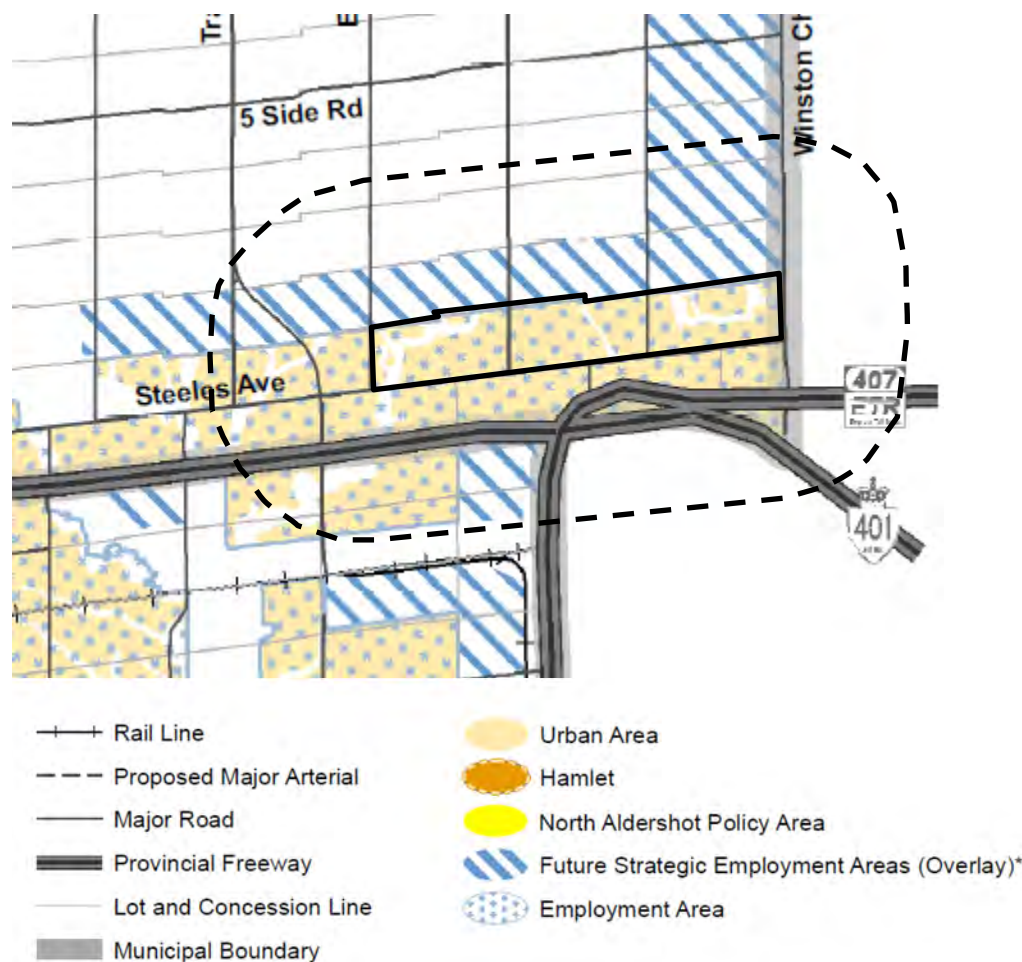 Tra
E
Winston Ch
5 Side Rd
Steeles Ave
407
ETR
401
Rail Line
Proposed Major Arterial
Major Road
Provincial Freeway
Lot and Concession Line
Municipal Boundary
Urban Area
Hamlet
North Aldershot Policy Area
Future Strategic Employment Areas (Overlay)*
Employment Area